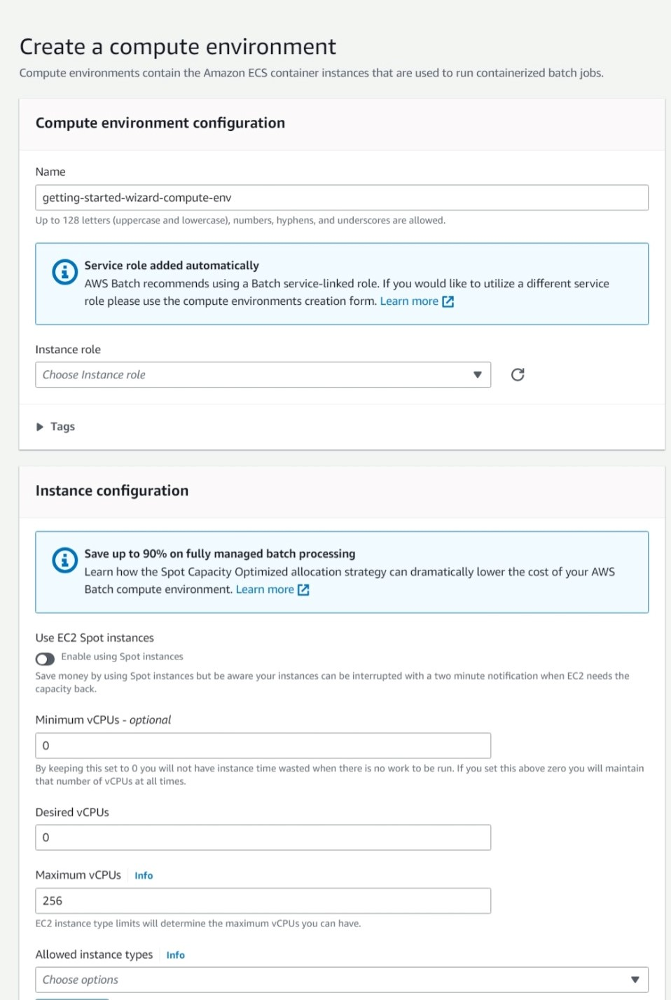 Create a compute environment
Compute environments contain the Amazon ECS container instances that are used to run containerized batch jobs.
Compute environment configuration
Name
getting-started-wizard-compute-env
Up to 128 letters (uppercase and lowercase), numbers, hyphens, and underscores are allowed.
Service role added automatically
AWS Batch recommends using a Batch service-linked role. If you would like to utilize a different service
role please use the compute environments creation form. Learn more
Instance role
Choose Instance role
Tags
Instance configuration
Save up to 90% on fully managed batch processing
Learn how the Spot Capacity Optimized allocation strategy can dramatically lower the cost of your AWS
Batch compute environment. Learn more
Use EC2 Spot instances
Enable using Spot instances
Save money by using Spot instances but be aware your instances can be interrupted with a two minute notification when EC2 needs the
capacity back.
Minimum vCPUs - optional
0
By keeping this set to 0 you will not have instance time wasted when there is no work to be run. If you set this above zero you will maintain
that number of vCPUs at all times.
Desired vCPUs
0
Maximum vCPUs Info
256
EC2 instance type limits will determine the maximum vCPUs you can have.
Allowed instance types Info
Choose options